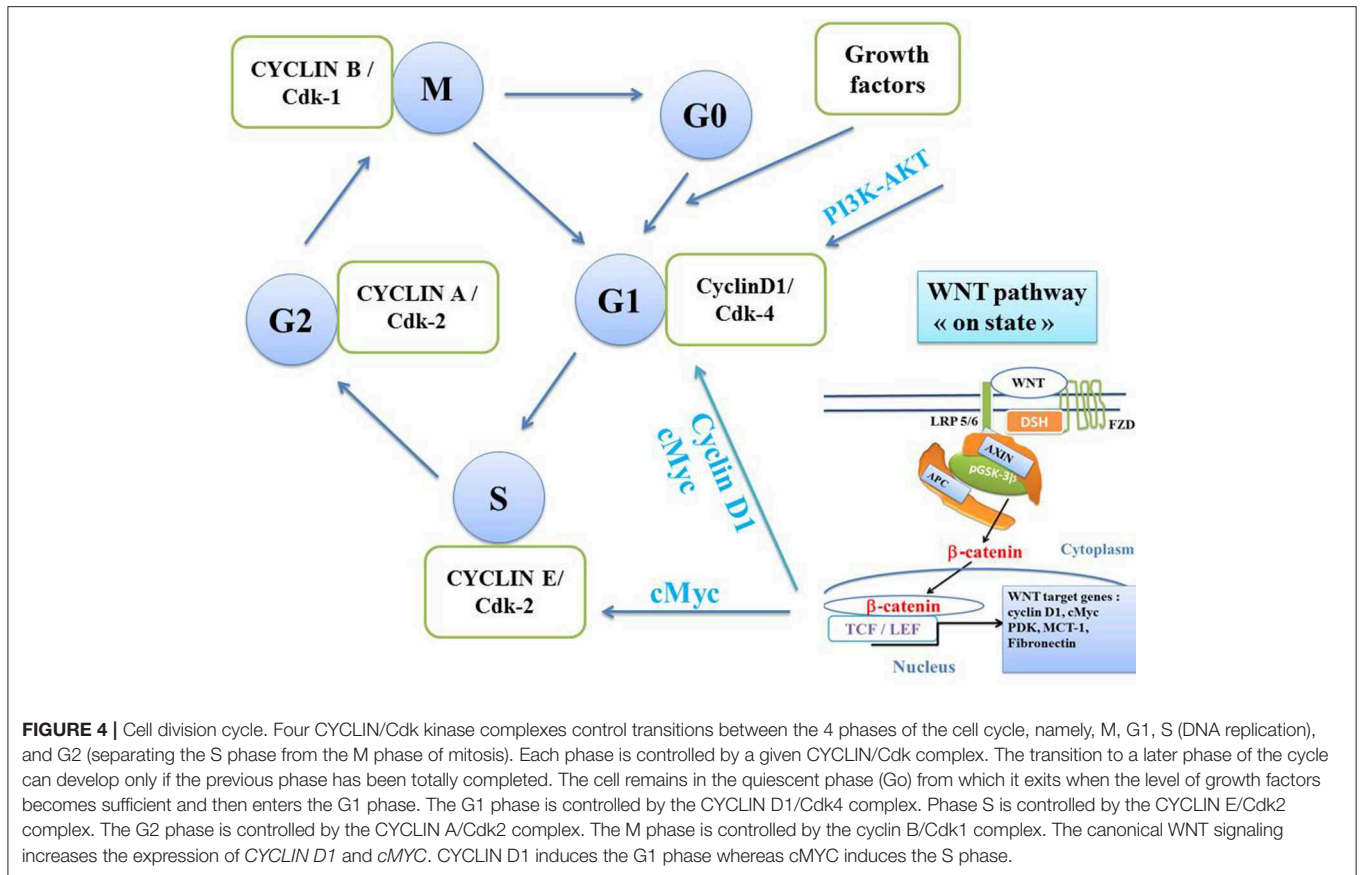 CYCLIN B /
Cdk-1
M
G0
Growth
factors
PI3K-AKT
G2
CYCLIN A /
Cdk-2
G1
CyclinD1/
Cdk-4
WNT pathway
« on state »
WNT
LRP 5/6
DSH
FZD
AXIN
pGSK-3β
APC
Cyclin D1
cMyc
S
CYCLIN E/
Cdk-2
cMyc
β-catenin
Cytoplasm
β-catenin
TCF / LEF
Nucleus
WNT target genes :
cyclin D1, cMyc
PDK, MCT-1,
Fibronectin
FIGURE 4 | Cell division cycle. Four CYCLIN/Cdk kinase complexes control transitions between the 4 phases of the cell cycle, namely, M, G1, S (DNA replication),
and G2 (separating the S phase from the M phase of mitosis). Each phase is controlled by a given CYCLIN/Cdk complex. The transition to a later phase of the cycle
can develop only if the previous phase has been totally completed. The cell remains in the quiescent phase (Go) from which it exits when the level of growth factors
becomes sufficient and then enters the G1 phase. The G1 phase is controlled by the CYCLIN D1/Cdk4 complex. Phase S is controlled by the CYCLIN E/Cdk2
complex. The G2 phase is controlled by the CYCLIN A/Cdk2 complex. The M phase is controlled by the cyclin B/Cdk1 complex. The canonical WNT signaling
increases the expression of CYCLIN D1 and cMYC. CYCLIN D1 induces the G1 phase whereas cMYC induces the S phase.